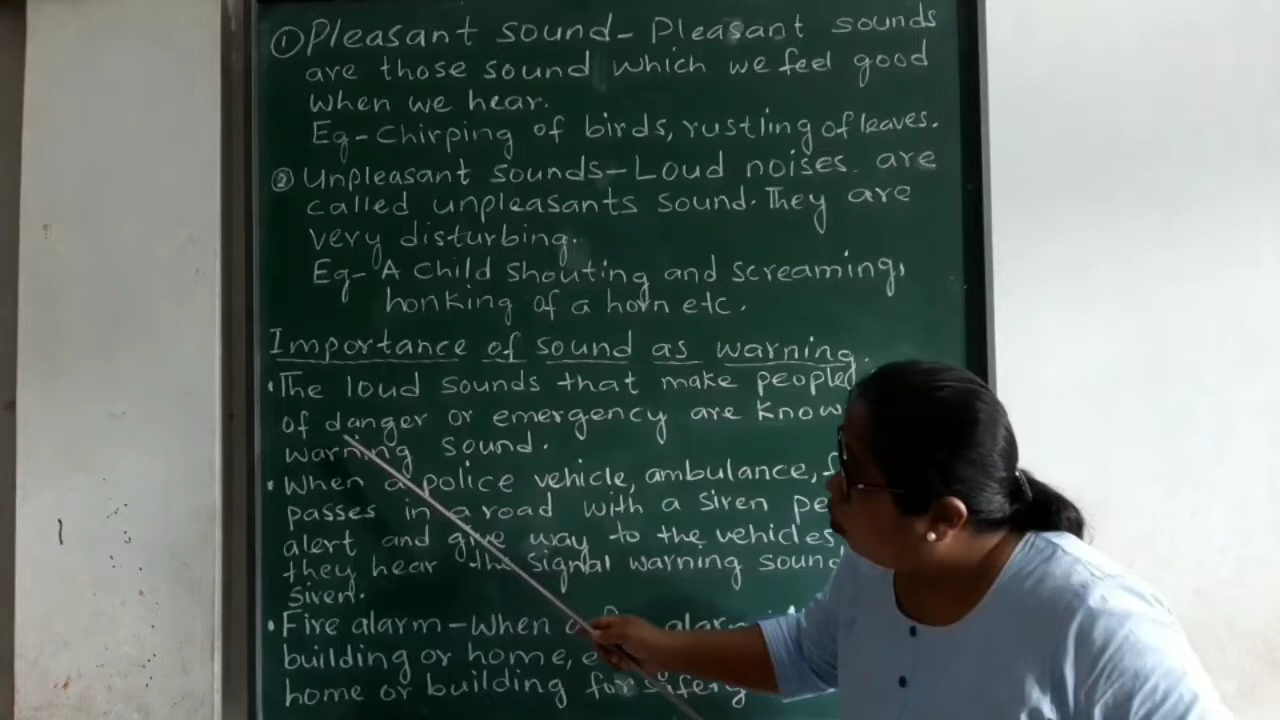 ① Pleasant sound- Pleasant sounds
are those sound which we feel good
when we hear.
Eg-Chirping of birds, rustling of leaves.
② Unpleasant sounds-Loud noises are
called unpleasants sound. They are
very disturbing.
Eg- A child shouting and screaming,
honking of a horn etc.
Importance of sound as warning.
• The loud sounds that make people
of danger or emergency are know
warning sound.
• When a police vehicle, ambulance,
passes in a road with a siren
alert and give way to the vehicles
they hear the signal warning
siren.
• Fire alarm-When a
building or home,
home or building for safety